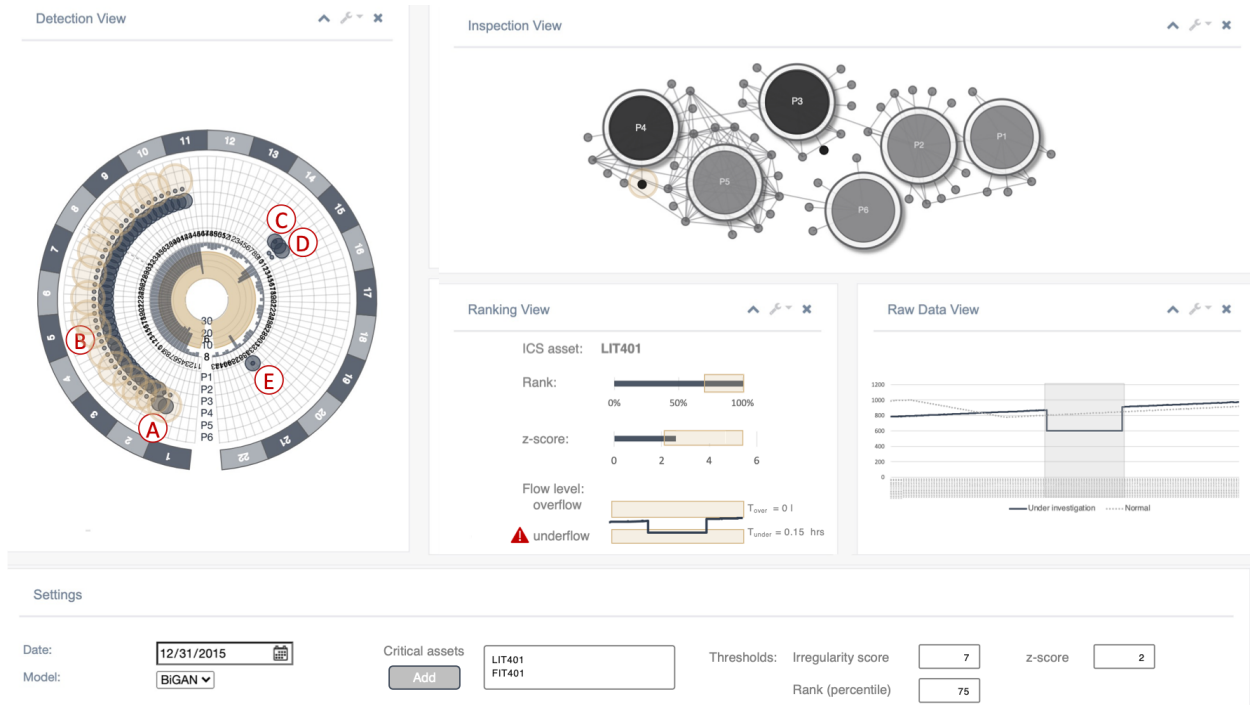 Detection View
Inspection View
11
12
10
13
9
14
8
15
7
16
6
17
5
18
4
19
3
20
2
21
1
22
C
D
B
E
A
30
20
10
8
P1
P2
P3
P4
P5
P6
P3
P4
P2
P1
P5
P6
Ranking View
ICS asset: LIT401
Rank:
0% 50% 100%
z-score:
0 2 4 6
Flow level:
overflow
Tover = 0 l
underflow
Tunder = 0.15 hrs
Raw Data View
1200
1000
800
600
400
200
0
Under investigation Normal
Settings
Date: 12/31/2015
Model: BiGAN
Critical assets
Add
LIT401
FIT401
Thresholds: Irregularity score 7 z-score 2
Rank (percentile) 75